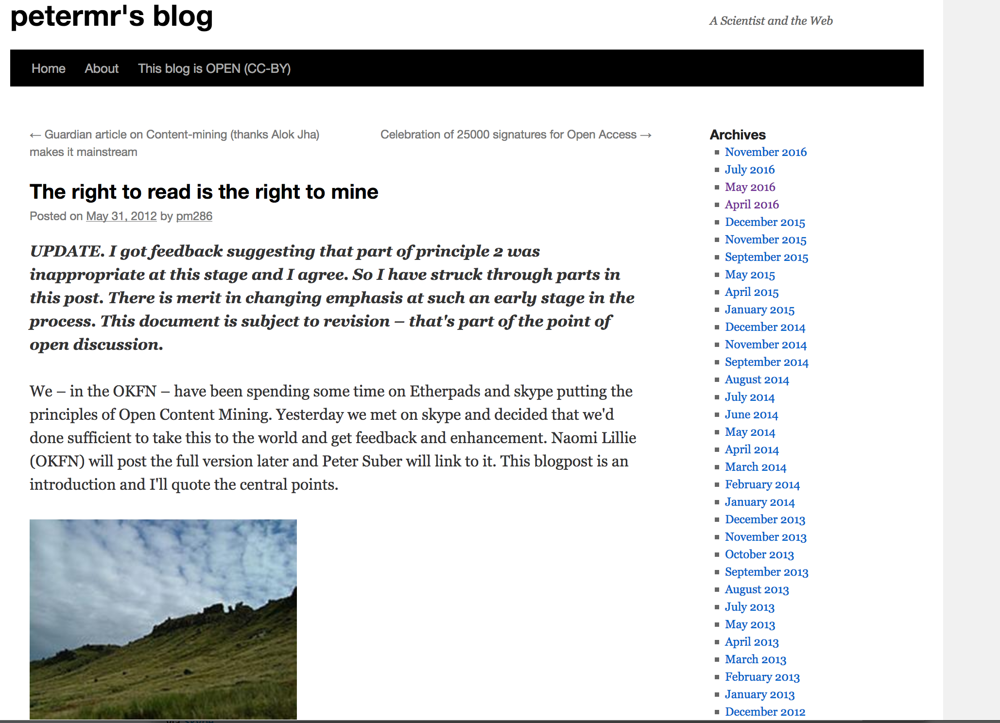 petermr's blog
A Scientist and the Web
Home About This blog is OPEN (CC-BY)
← Guardian article on Content-mining (thanks Alok Jha)
makes it mainstream
Celebration of 25000 signatures for Open Access →
The right to read is the right to mine
Posted on May 31, 2012 by pm286
UPDATE. I got feedback suggesting that part of principle 2 was
inappropriate at this stage and I agree. So I have struck through parts in
this post. There is merit in changing emphasis at such an early stage in the
process. This document is subject to revision – that's part of the point of
open discussion.
We – in the OKFN – have been spending some time on Etherpads and skype putting the
principles of Open Content Mining. Yesterday we met on skype and decided that we'd
done sufficient to take this to the world and get feedback and enhancement. Naomi Lillie
(OKFN) will post the full version later and Peter Suber will link to it. This blogpost is an
introduction and I'll quote the central points.
Archives
November 2016
July 2016
May 2016
April 2016
December 2015
November 2015
September 2015
May 2015
April 2015
January 2015
December 2014
November 2014
September 2014
August 2014
July 2014
June 2014
May 2014
April 2014
March 2014
February 2014
January 2014
December 2013
November 2013
October 2013
September 2013
August 2013
July 2013
May 2013
April 2013
March 2013
February 2013
January 2013
December 2012